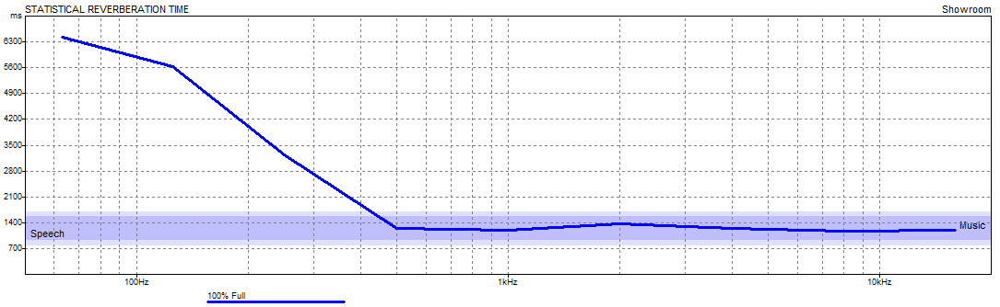 STATISTICAL REVERBERATION TIME
Showroom
ms
6300
5600
4900
4200
3500
2800
2100
1400
Speech
Music
700
100Hz
1kHz
10kHz
100% Full